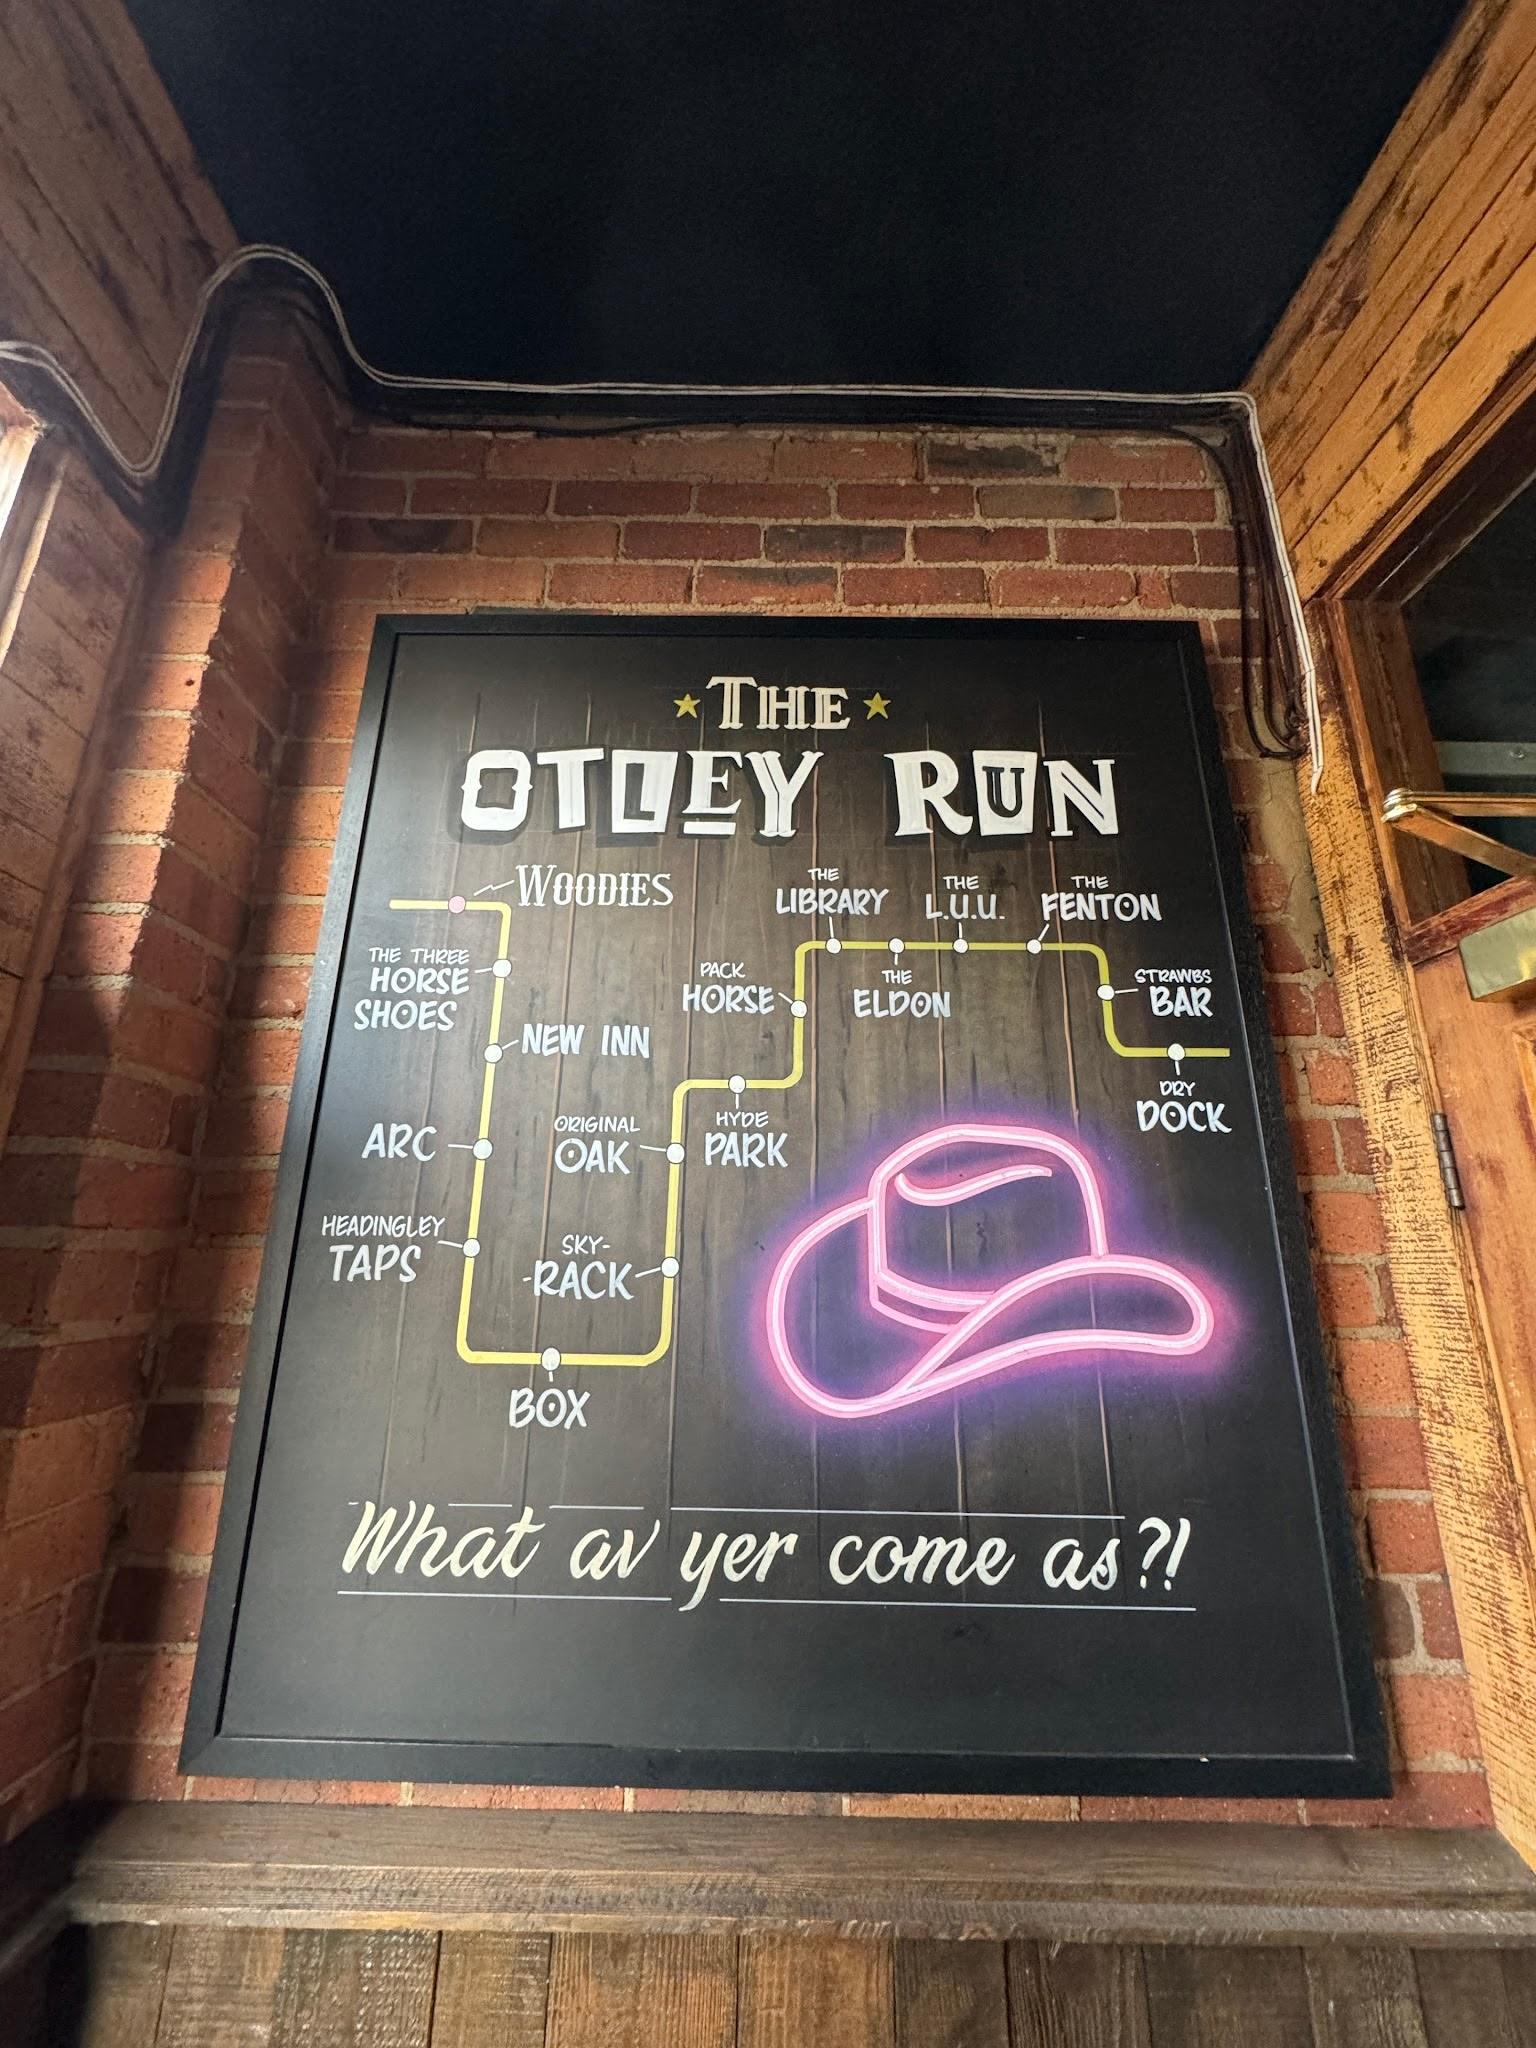 THE
OTLEY RUN
WOODIES
THE THREE
HORSE
SHOES
NEW INN
ARC
HEADINGLEY
TAPS
BOX
SKY-
-RACK
ORIGINAL
OAK
HYDE
PARK
PACK
HORSE
THE
LIBRARY
THE
ELDON
THE
L.U.U.
THE
FENTON
STRAWBS
BAR
DRY
DOCK
What av yer come as?!